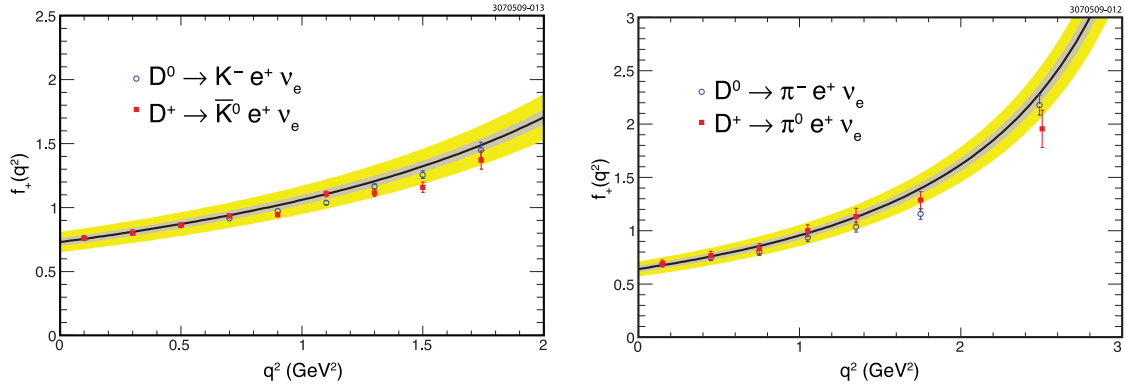 3070509-013
2.5
2
1.5
1
0.5
0
f₊(q²)
D⁰ → K⁻ e⁺ νₑ
D⁺ → K̅⁰ e⁺ νₑ
0 0.5 1 1.5 2
q² (GeV²)
3070509-012
3
2.5
2
1.5
1
0.5
0
f₊(q²)
D⁰ → π⁻ e⁺ νₑ
D⁺ → π⁰ e⁺ νₑ
0 1 2 3
q² (GeV²)